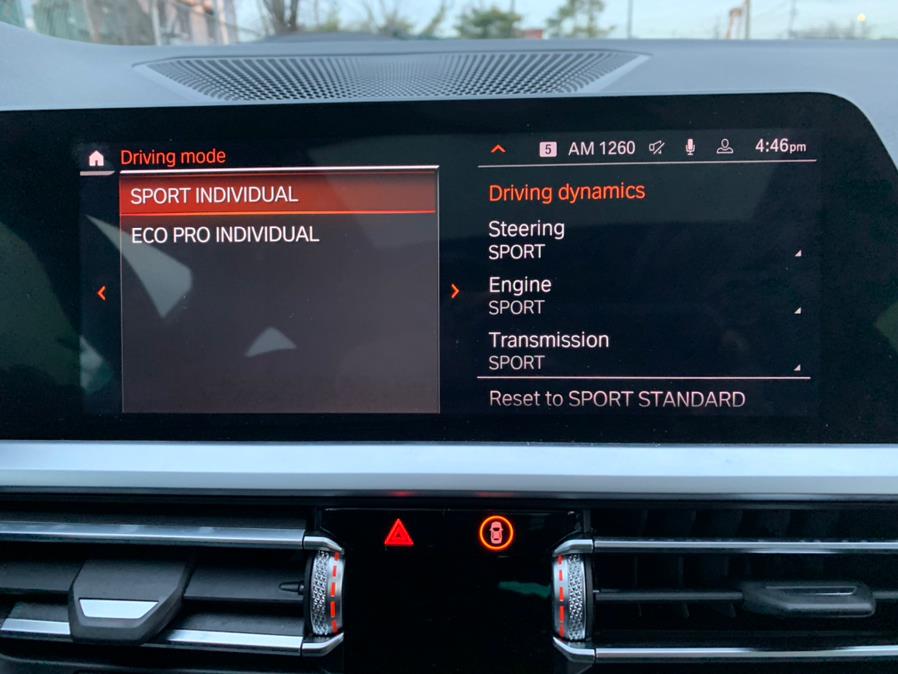 Driving mode
5 AM 1260 4:46pm
SPORT INDIVIDUAL
ECO PRO INDIVIDUAL
Driving dynamics
Steering
SPORT
Engine
SPORT
Transmission
SPORT
Reset to SPORT STANDARD